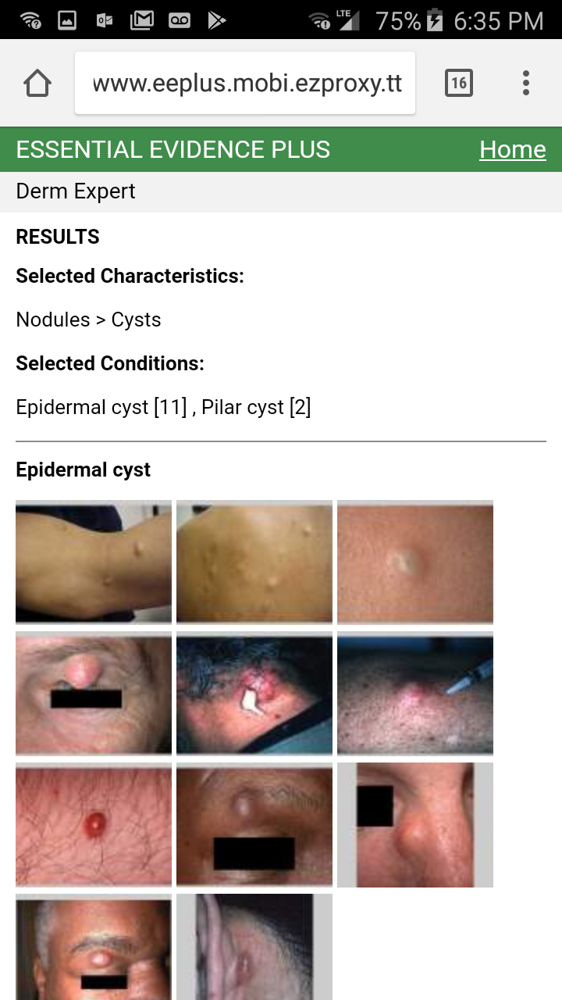 LTE 75% 6:35 PM
www.eeplus.mobi.ezproxy.tt 16
ESSENTIAL EVIDENCE PLUS Home
Derm Expert
RESULTS
Selected Characteristics:
Nodules > Cysts
Selected Conditions:
Epidermal cyst [11] , Pilar cyst [2]
Epidermal cyst